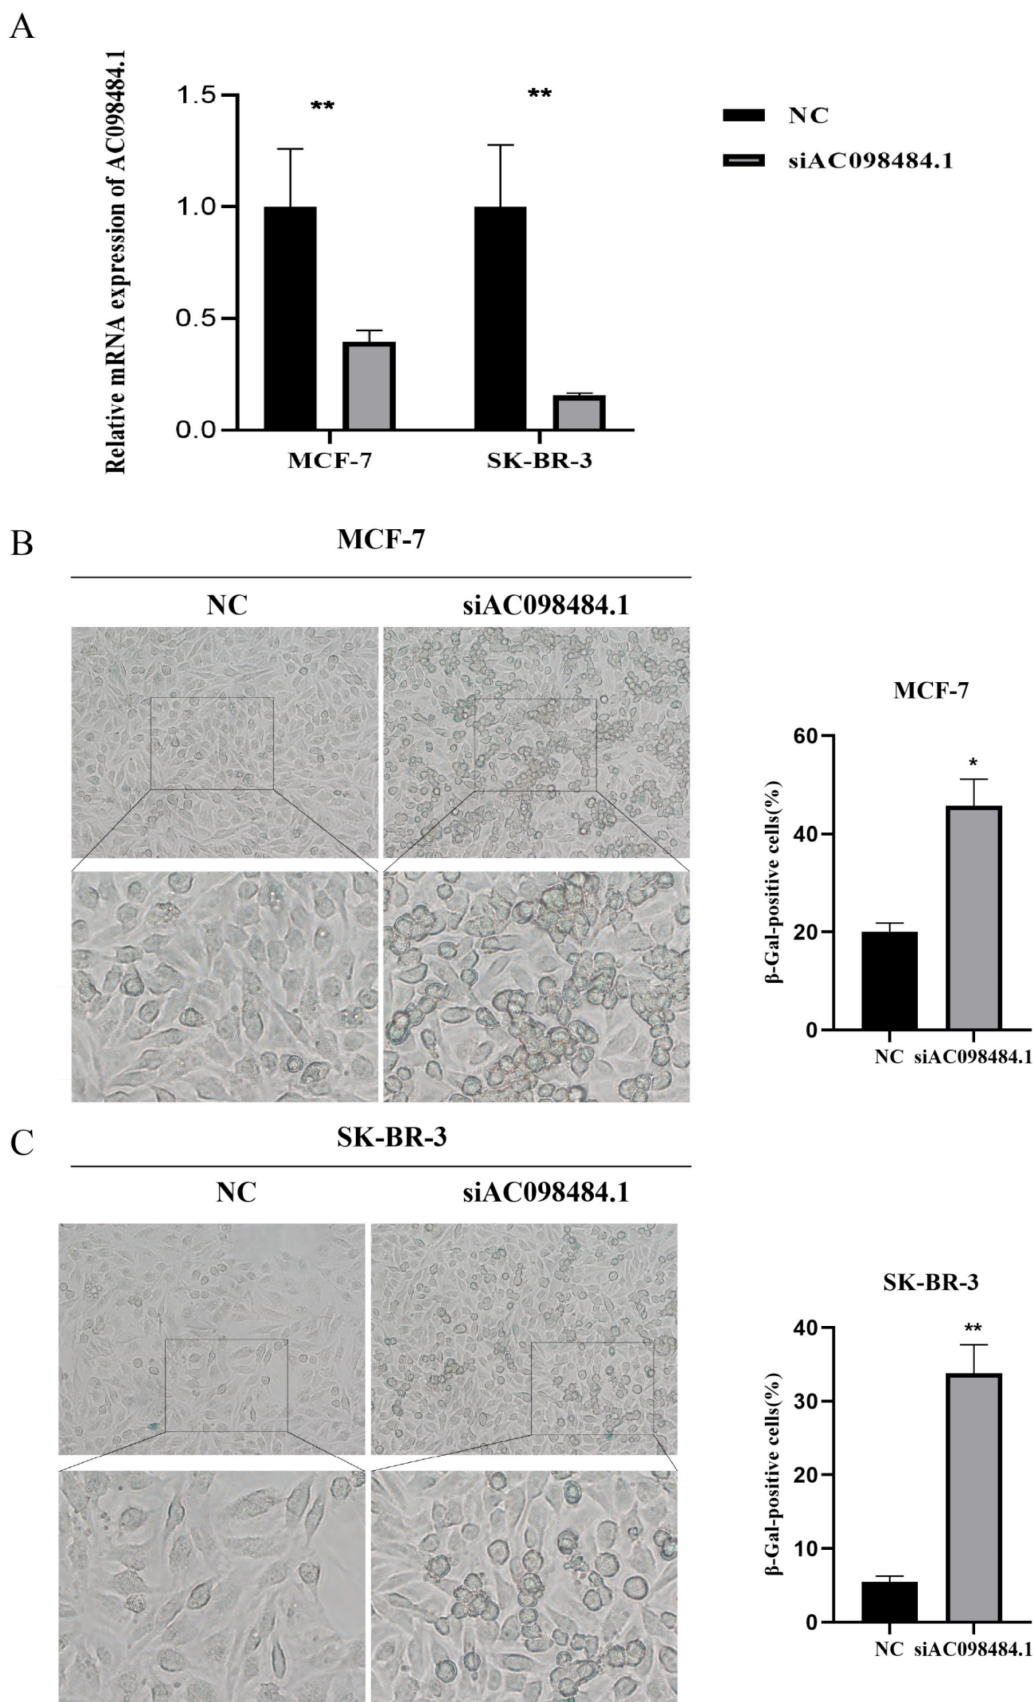 A
Relative mRNA expression of AC098484.1
1.5
1.0
0.5
0.0
**
**
MCF-7
SK-BR-3
NC
siAC098484.1
B
MCF-7
NC
siAC098484.1
MCF-7
β-Gal-positive cells(%)
60
40
20
0
*
NC
siAC098484.1
C
SK-BR-3
NC
siAC098484.1
SK-BR-3
β-Gal-positive cells(%)
40
30
20
10
0
**
NC
siAC098484.1